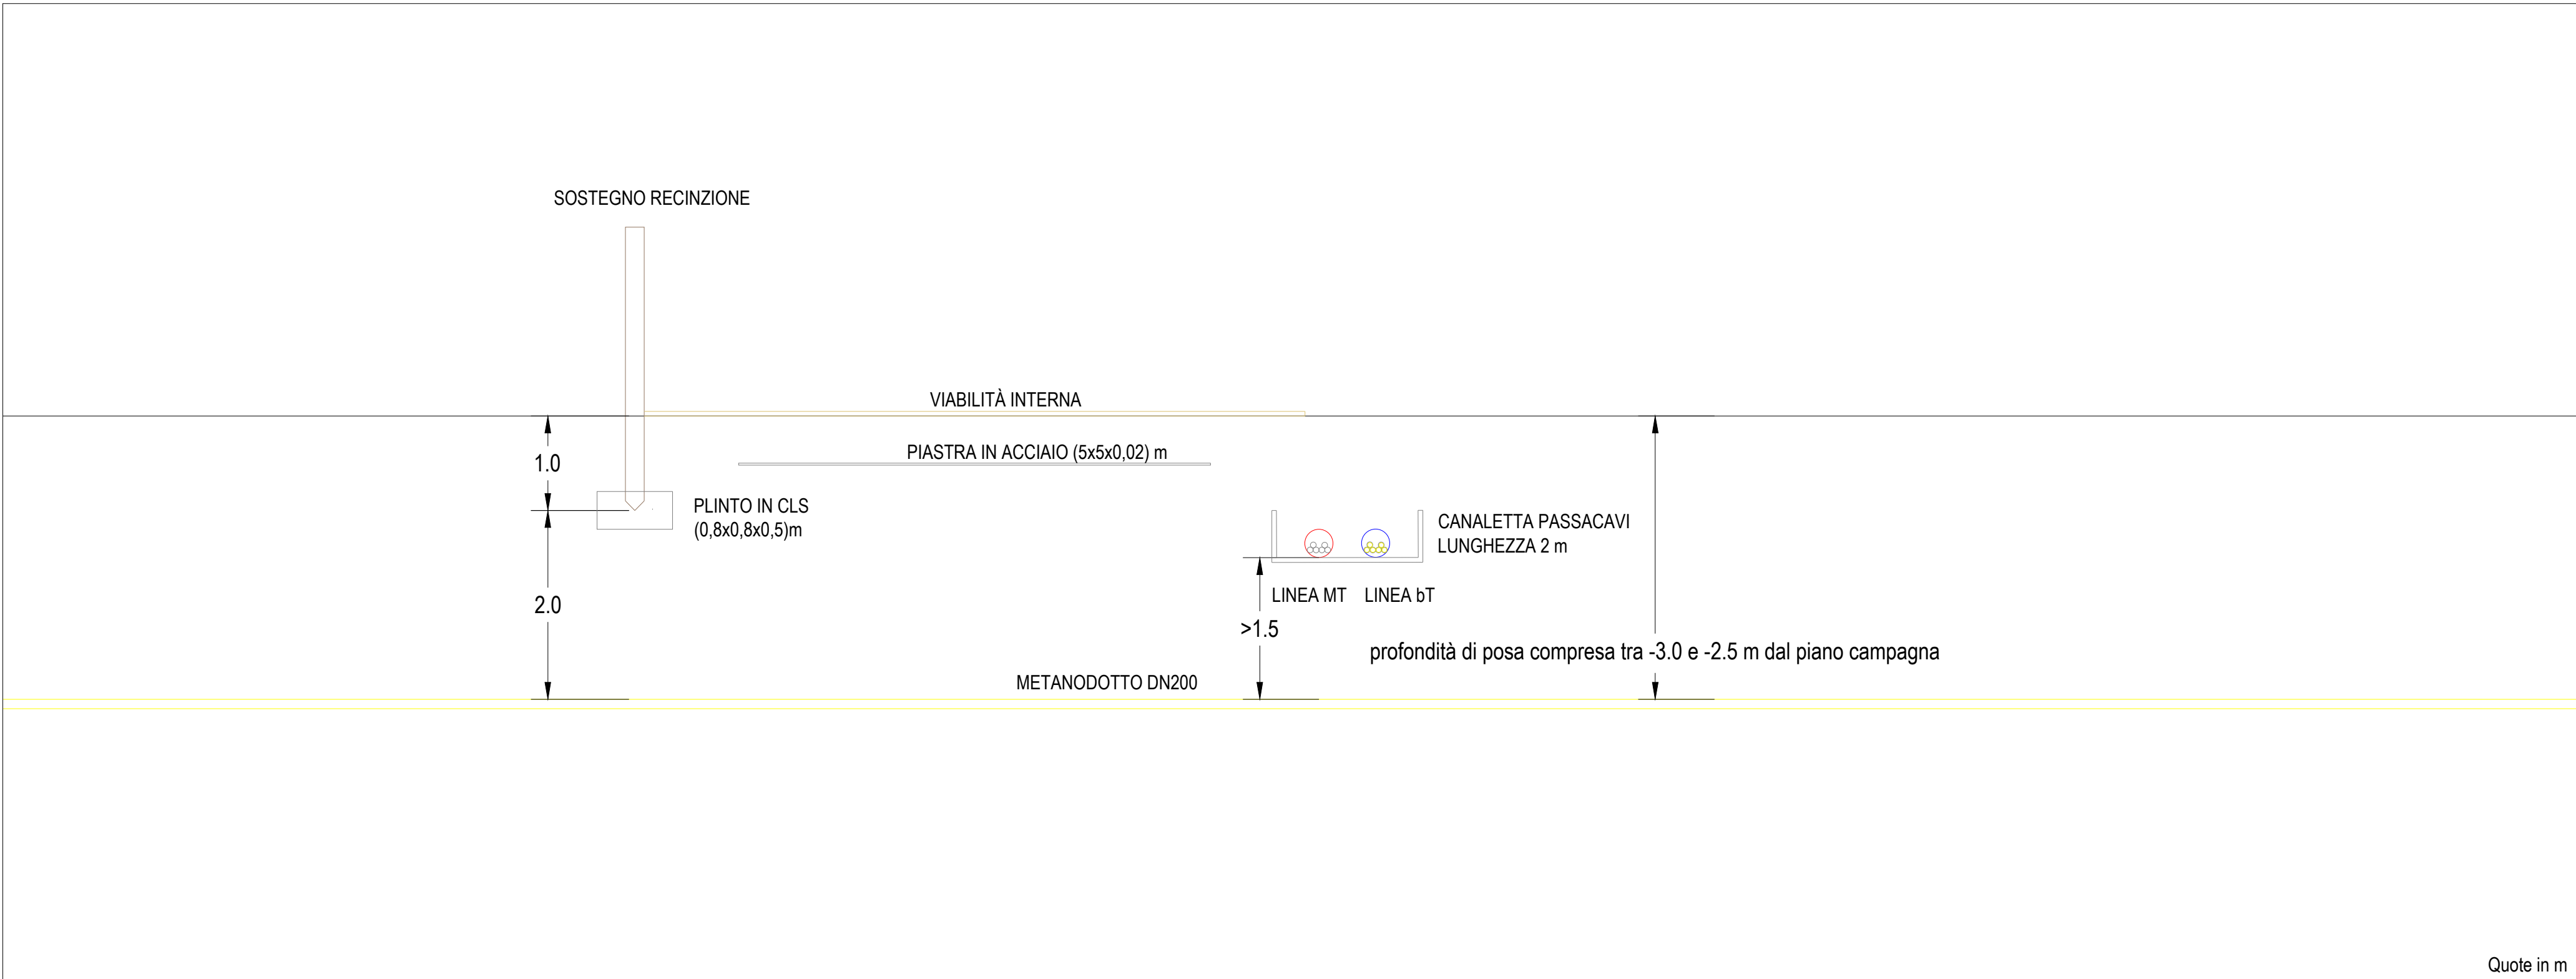 SOSTEGNO RECINZIONE
VIABILITÀ INTERNA
PIASTRA IN ACCIAIO (5x5x0,02) m
1.0
PLINTO IN CLS
(0,8x0,8x0,5)m
CANALETTA PASSACAVI
LUNGHEZZA 2 m
2.0
LINEA MT LINEA bT
>1.5
profondità di posa compresa tra -3.0 e -2.5 m dal piano campagna
METANODOTTO DN200
Quote in m